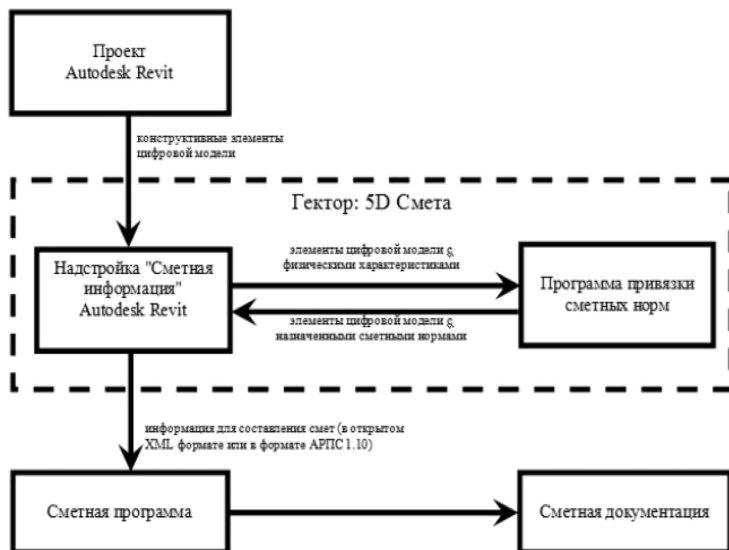 Проект
Autodesk Revit
конструктивные элементы
цифровой модели
Гектор: 5D Смета
Надстройка "Сметная
информация"
Autodesk Revit
элементы цифровой модели с
физическими характеристиками
Программа привязки
сметных норм
элементы цифровой модели с
назначенными сметными нормами
информация для составления смет (в открытом
XML формате или в формате АРПС 1.10)
Сметная программа
Сметная документация